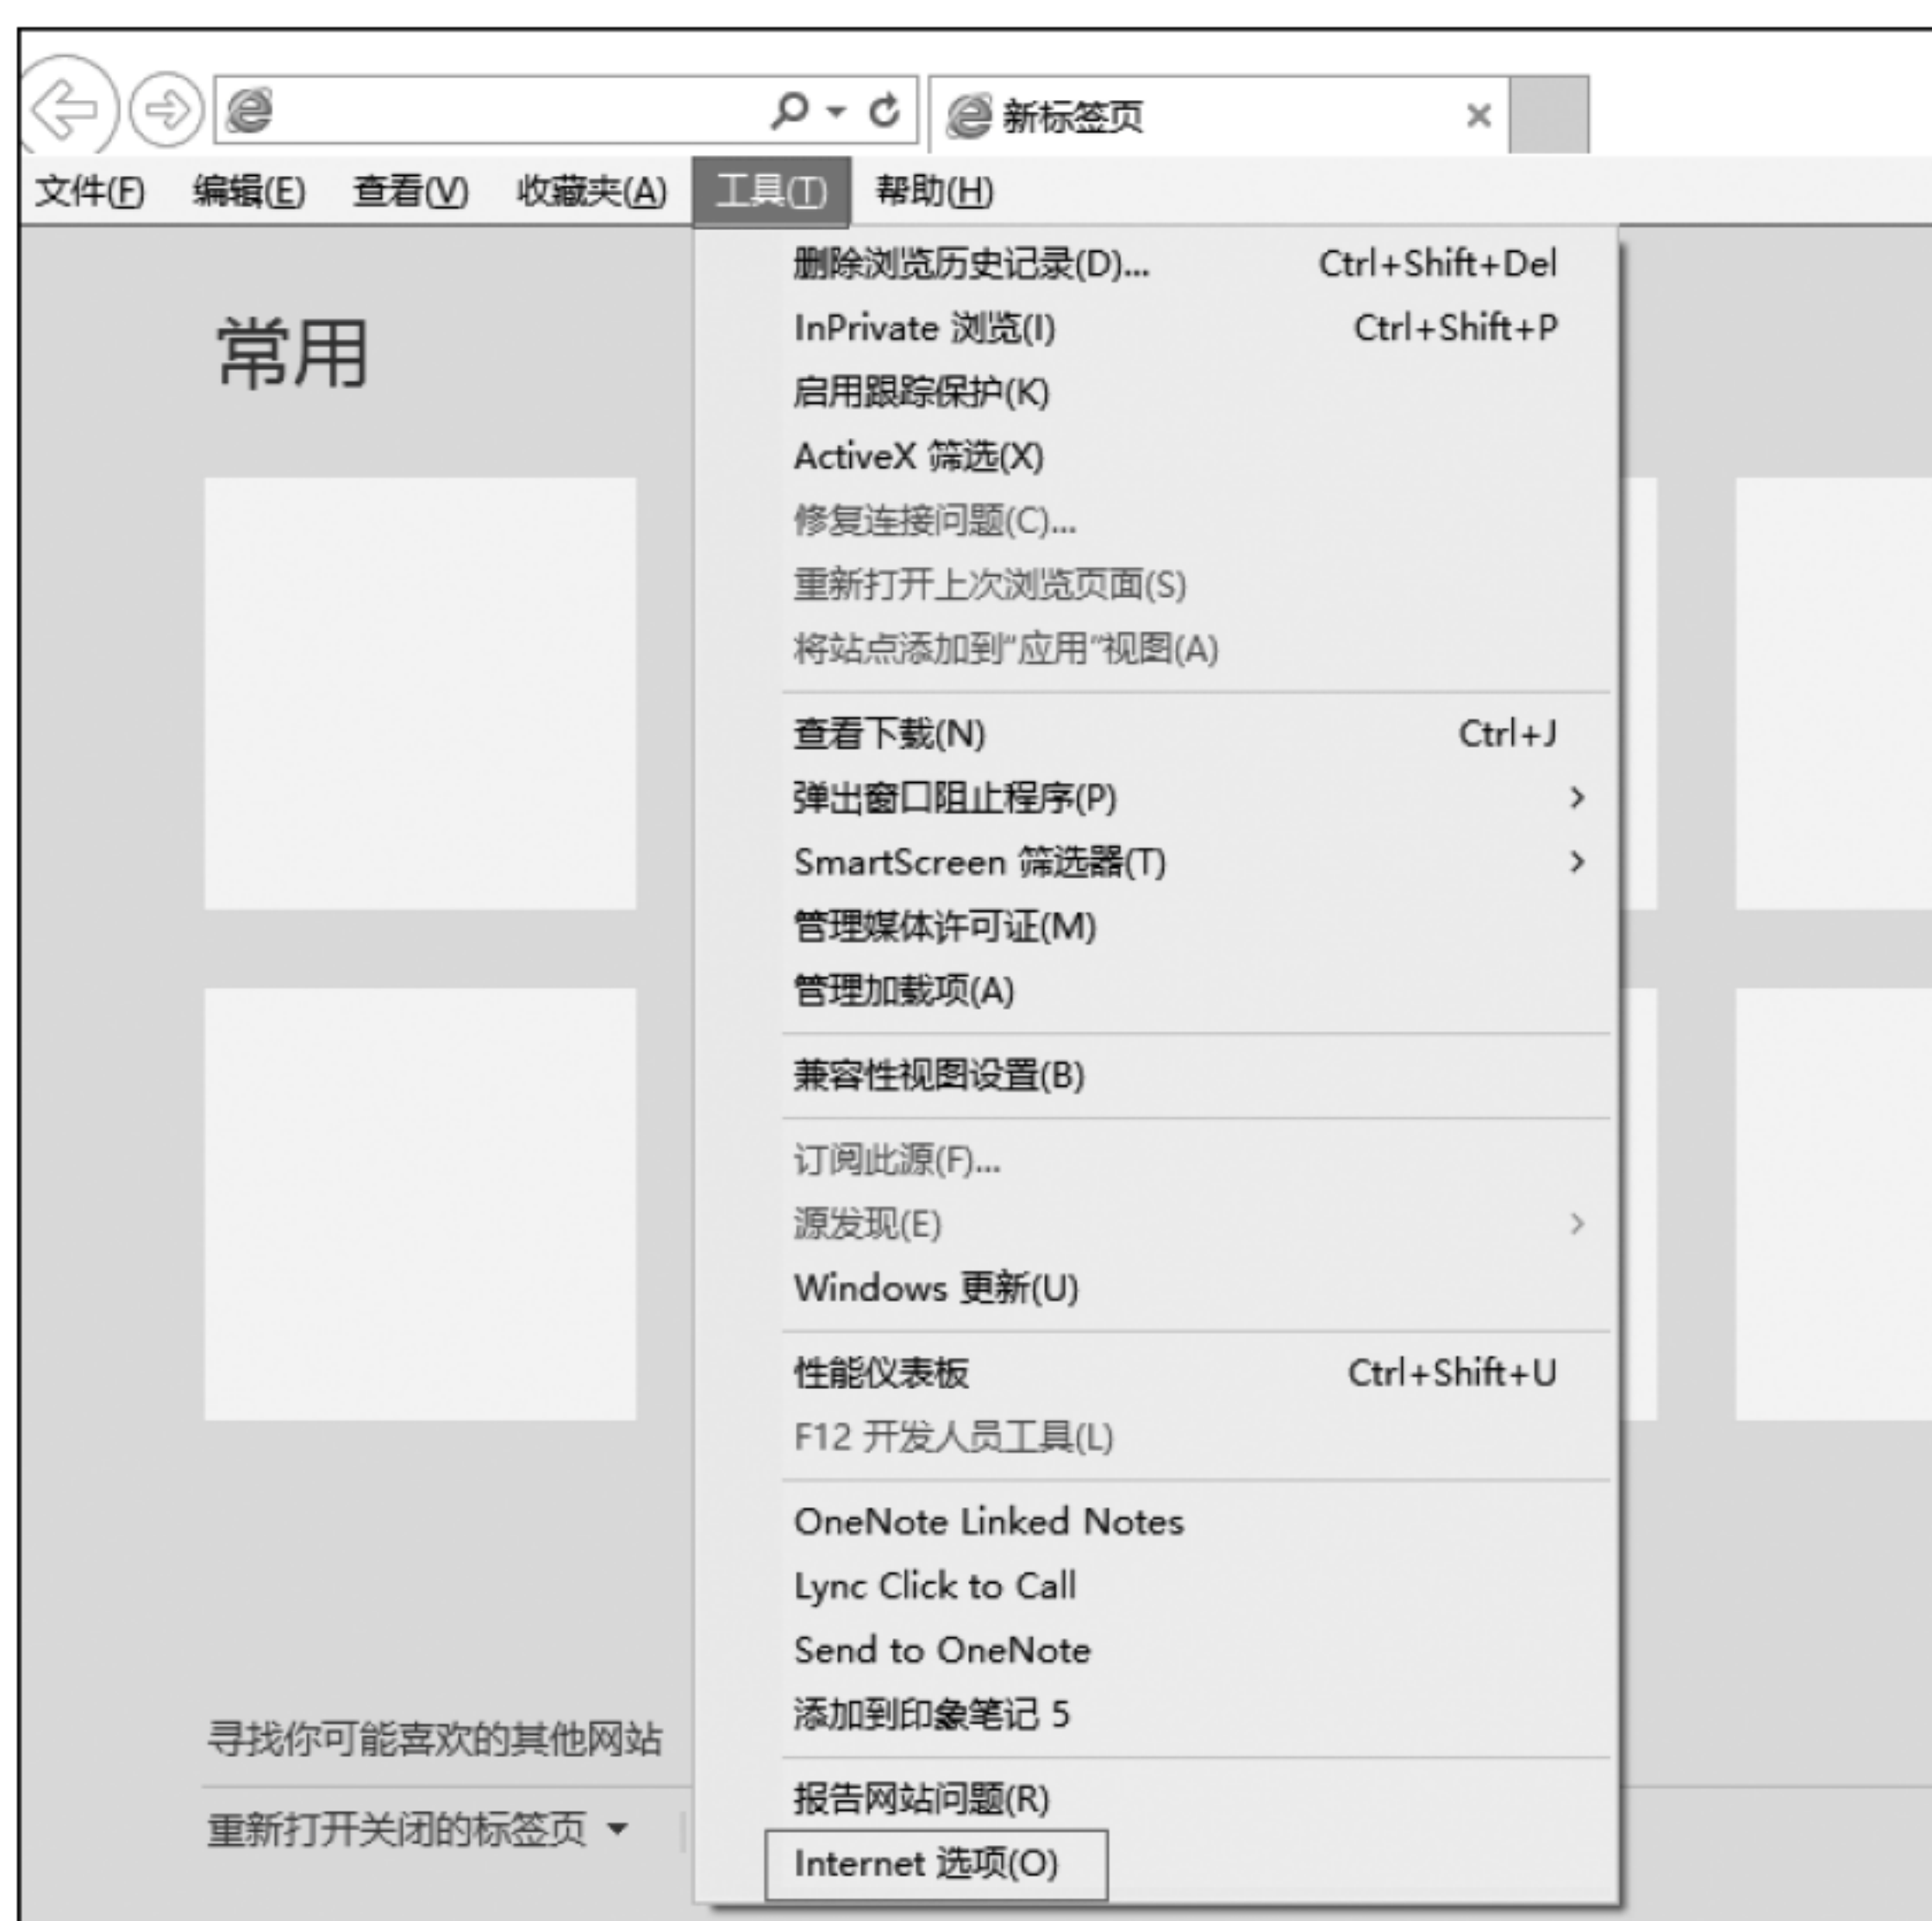 新标签页
文件(F) 编辑(E) 查看(V) 收藏夹(A) 工具(T) 帮助(H)
常用
删除浏览历史记录(D)... Ctrl+Shift+Del
InPrivate 浏览(I) Ctrl+Shift+P
启用跟踪保护(K)
ActiveX 筛选(X)
修复连接问题(C)...
重新打开上次浏览页面(S)
将站点添加到“应用”视图(A)
查看下载(N) Ctrl+J
弹出窗口阻止程序(P)
SmartScreen 筛选器(T)
管理媒体许可证(M)
管理加载项(A)
兼容性视图设置(B)
订阅此源(F)...
源发现(E)
Windows 更新(U)
性能仪表板 Ctrl+Shift+U
F12 开发人员工具(L)
OneNote Linked Notes
Lync Click to Call
Send to OneNote
添加到印象笔记 5
报告网站问题(R)
Internet 选项(O)
寻找你可能喜欢的其他网站
重新打开关闭的标签页